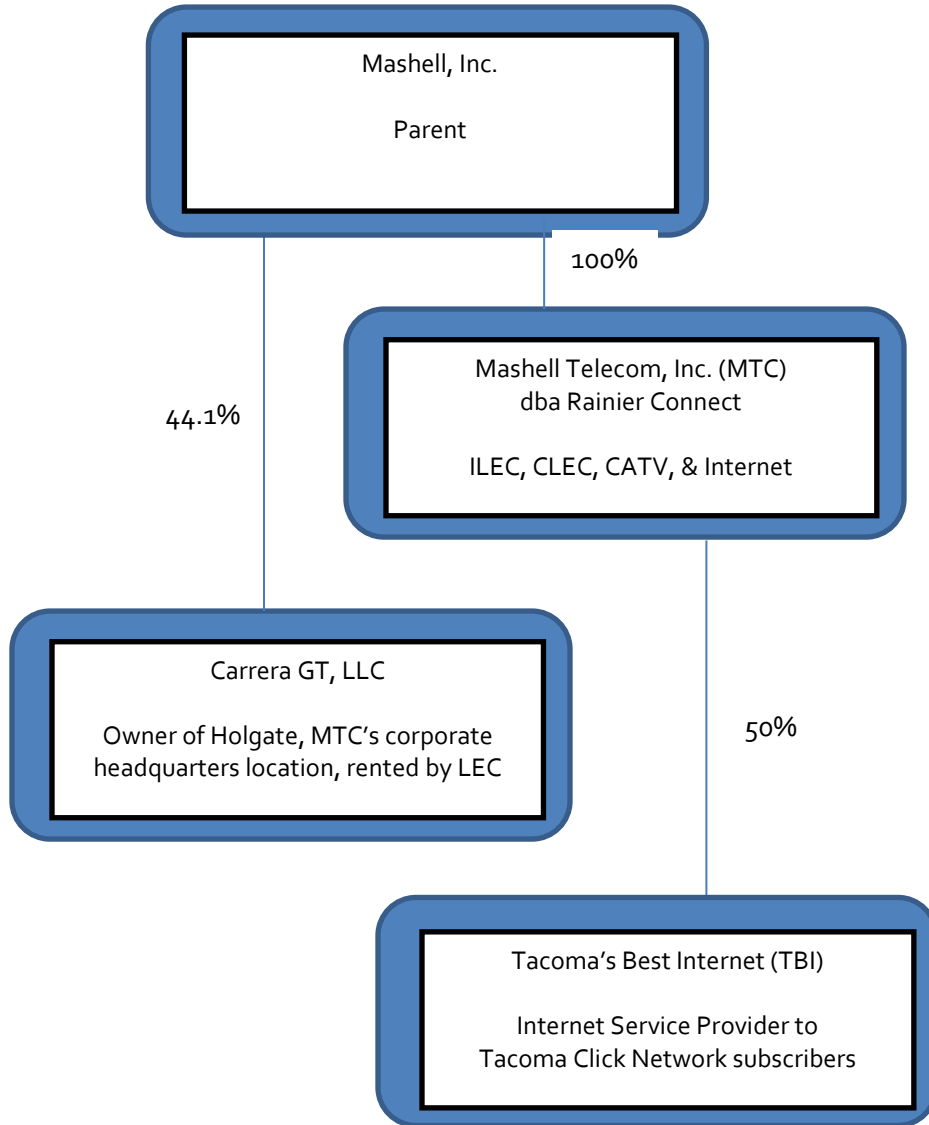 Mashell, Inc.
Parent
100%
Mashell Telecom, Inc. (MTC)
dba Rainier Connect
ILEC, CLEC, CATV, & Internet
44.1%
Carrera GT, LLC
Owner of Holgate, MTC’s corporate
headquarters location, rented by LEC
50%
Tacoma’s Best Internet (TBI)
Internet Service Provider to
Tacoma Click Network subscribers